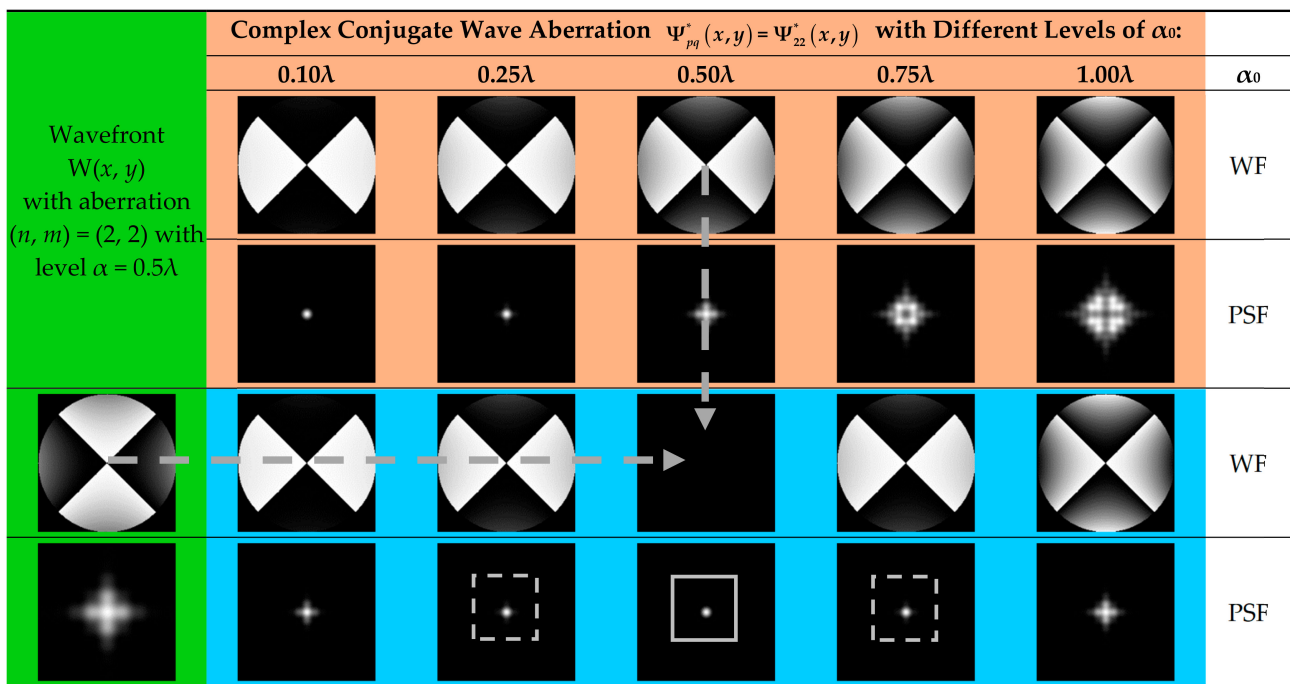 Complex Conjugate Wave Aberration Ψ*pq(x, y) = Ψ*22(x, y) with Different Levels of α0:
0.10λ 0.25λ 0.50λ 0.75λ 1.00λ α0
Wavefront
W(x, y)
with aberration
(n, m) = (2, 2) with
level α = 0.5λ
WF
PSF
WF
PSF